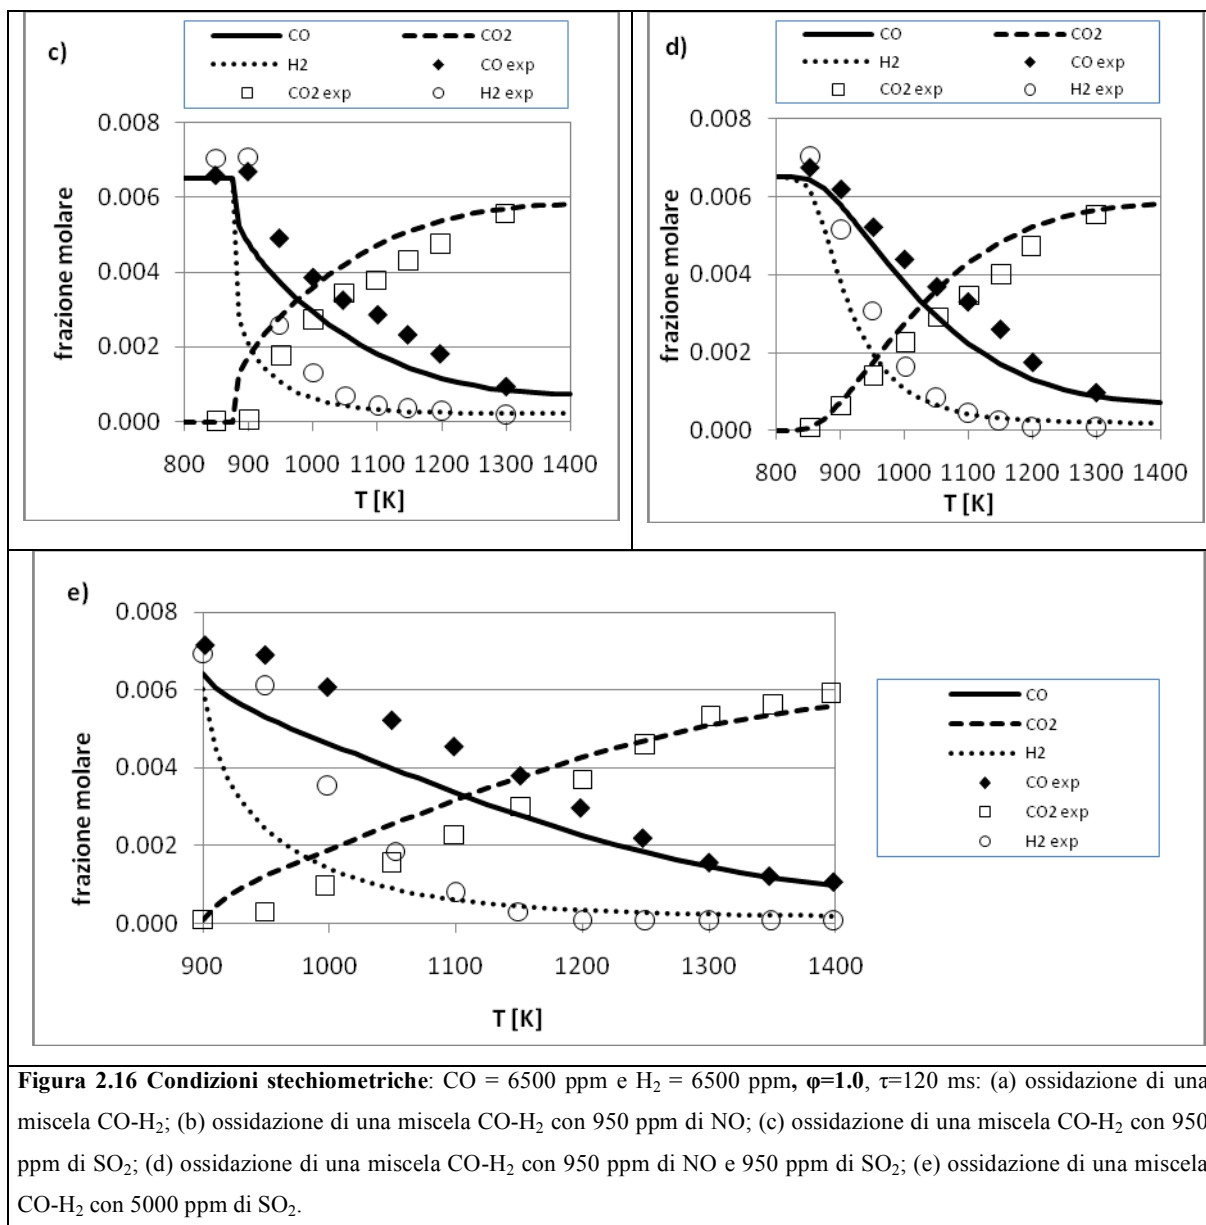 c)
CO
CO2
H2
CO exp
CO2 exp
H2 exp
0.008
0.006
0.004
0.002
0.000
frazione molare
800 900 1000 1100 1200 1300 1400
T [K]
d)
CO
CO2
H2
CO exp
CO2 exp
H2 exp
0.008
0.006
0.004
0.002
0.000
frazione molare
800 900 1000 1100 1200 1300 1400
T [K]
e)
0.008
0.006
0.004
0.002
0.000
frazione molare
900 1000 1100 1200 1300 1400
T [K]
CO
CO2
H2
CO exp
CO2 exp
H2 exp
Figura 2.16 Condizioni stechiometriche: CO = 6500 ppm e H₂ = 6500 ppm, φ=1.0, τ=120 ms: (a) ossidazione di una
miscela CO-H₂; (b) ossidazione di una miscela CO-H₂ con 950 ppm di NO; (c) ossidazione di una miscela CO-H₂ con 950
ppm di SO₂; (d) ossidazione di una miscela CO-H₂ con 950 ppm di NO e 950 ppm di SO₂; (e) ossidazione di una miscela
CO-H₂ con 5000 ppm di SO₂.